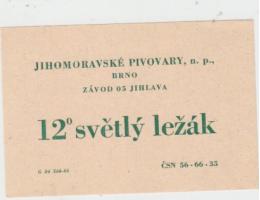 JIHOMORAVSKÉ PIVOVARY, n. p.,
BRNO
ZÁVOD 05 JIHLAVA
12° světlý ležák
ČSN 56-66-35